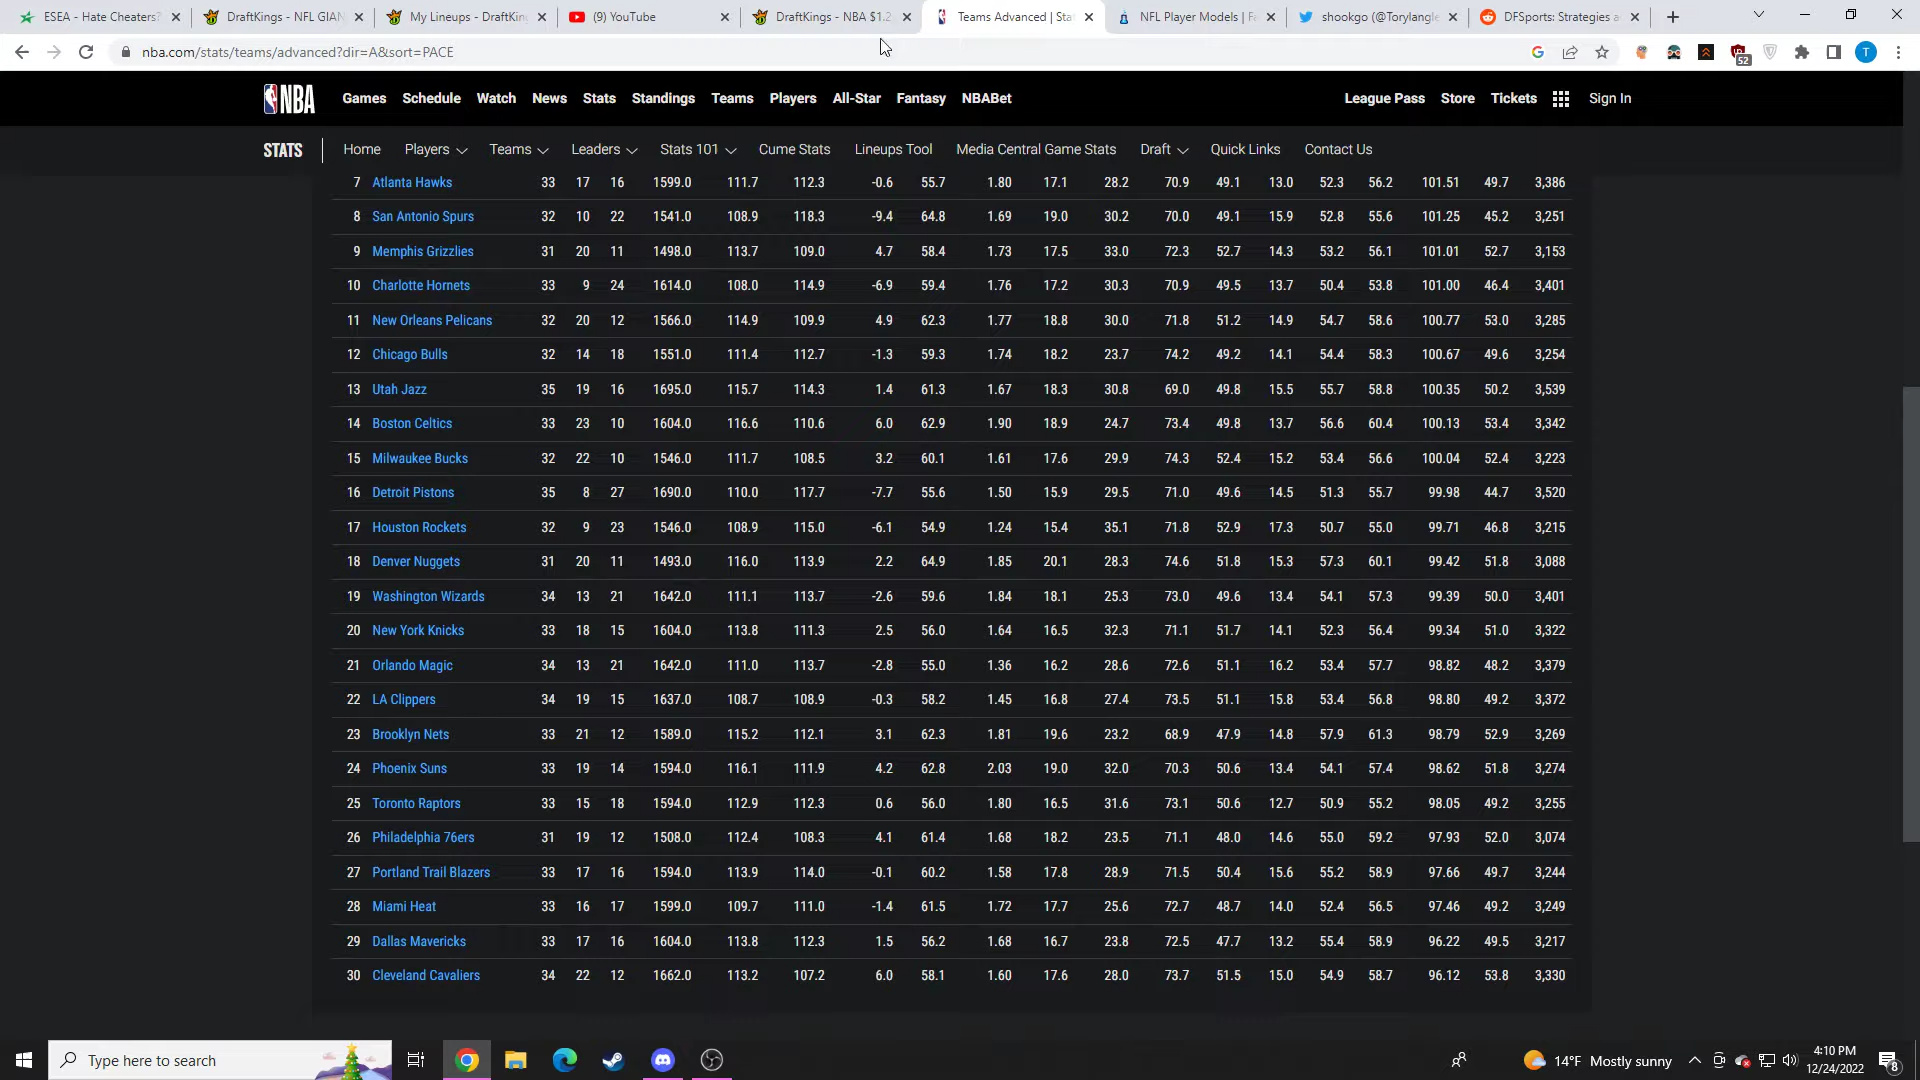 ESEA - Hate Cheaters? DraftKings - NFL GIAN My Lineups - DraftKin (9) YouTube DraftKings - NBA $1.2 Teams Advanced | Sta NFL Player Models | F shookgo (@Torylangle DFSports: Strategies a
nba.com/stats/teams/advanced?dir=A&sort=PACE
52
T
NBA Games Schedule Watch News Stats Standings Teams Players All-Star Fantasy NBABet League Pass Store Tickets Sign In
STATS Home Players Teams Leaders Stats 101 Cume Stats Lineups Tool Media Central Game Stats Draft Quick Links Contact Us
7 Atlanta Hawks 33 17 16 1599.0 111.7 112.3 -0.6 55.7 1.80 17.1 28.2 70.9 49.1 13.0 52.3 56.2 101.51 49.7 3,386
8 San Antonio Spurs 32 10 22 1541.0 108.9 118.3 -9.4 64.8 1.69 19.0 30.2 70.0 49.1 15.9 52.8 55.6 101.25 45.2 3,251
9 Memphis Grizzlies 31 20 11 1498.0 113.7 109.0 4.7 58.4 1.73 17.5 33.0 72.3 52.7 14.3 53.2 56.1 101.01 52.7 3,153
10 Charlotte Hornets 33 9 24 1614.0 108.0 114.9 -6.9 59.4 1.76 17.2 30.3 70.9 49.5 13.7 50.4 53.8 101.00 46.4 3,401
11 New Orleans Pelicans 32 20 12 1566.0 114.9 109.9 4.9 62.3 1.77 18.8 30.0 71.8 51.2 14.9 54.7 58.6 100.77 53.0 3,285
12 Chicago Bulls 32 14 18 1551.0 111.4 112.7 -1.3 59.3 1.74 18.2 23.7 74.2 49.2 14.1 54.4 58.3 100.67 49.6 3,254
13 Utah Jazz 35 19 16 1695.0 115.7 114.3 1.4 61.3 1.67 18.3 30.8 69.0 49.8 15.5 55.7 58.8 100.35 50.2 3,539
14 Boston Celtics 33 23 10 1604.0 116.6 110.6 6.0 62.9 1.90 18.9 24.7 73.4 49.8 13.7 56.6 60.4 100.13 53.4 3,342
15 Milwaukee Bucks 32 22 10 1546.0 111.7 108.5 3.2 60.1 1.61 17.6 29.9 74.3 52.4 15.2 53.4 56.6 100.04 52.4 3,223
16 Detroit Pistons 35 8 27 1690.0 110.0 117.7 -7.7 55.6 1.50 15.9 29.5 71.0 49.6 14.5 51.3 55.7 99.98 44.7 3,520
17 Houston Rockets 32 9 23 1546.0 108.9 115.0 -6.1 54.9 1.24 15.4 35.1 71.8 52.9 17.3 50.7 55.0 99.71 46.8 3,215
18 Denver Nuggets 31 20 11 1493.0 116.0 113.9 2.2 64.9 1.85 20.1 28.3 74.6 51.8 15.3 57.3 60.1 99.42 51.8 3,088
19 Washington Wizards 34 13 21 1642.0 111.1 113.7 -2.6 59.6 1.84 18.1 25.3 73.0 49.6 13.4 54.1 57.3 99.39 50.0 3,401
20 New York Knicks 33 18 15 1604.0 113.8 111.3 2.5 56.0 1.64 16.5 32.3 71.1 51.7 14.1 52.3 56.4 99.34 51.0 3,322
21 Orlando Magic 34 13 21 1642.0 111.0 113.7 -2.8 55.0 1.36 16.2 28.6 72.6 51.1 16.2 53.4 57.7 98.82 48.2 3,379
22 LA Clippers 34 19 15 1637.0 108.7 108.9 -0.3 58.2 1.45 16.8 27.4 73.5 51.1 15.8 53.4 56.8 98.80 49.2 3,372
23 Brooklyn Nets 33 21 12 1589.0 115.2 112.1 3.1 62.3 1.81 19.6 23.2 68.9 47.9 14.8 57.9 61.3 98.79 52.9 3,269
24 Phoenix Suns 33 19 14 1594.0 116.1 111.9 4.2 62.8 2.03 19.0 32.0 70.3 50.6 13.4 54.1 57.4 98.62 51.8 3,274
25 Toronto Raptors 33 15 18 1594.0 112.9 112.3 0.6 56.0 1.80 16.5 31.6 73.1 50.6 12.7 50.9 55.2 98.05 49.2 3,255
26 Philadelphia 76ers 31 19 12 1508.0 112.4 108.3 4.1 61.4 1.68 18.2 23.5 71.1 48.0 14.6 55.0 59.2 97.93 52.0 3,074
27 Portland Trail Blazers 33 17 16 1594.0 113.9 114.0 -0.1 60.2 1.58 17.8 28.9 71.5 50.4 15.6 55.2 58.9 97.66 49.7 3,244
28 Miami Heat 33 16 17 1599.0 109.7 111.0 -1.4 61.5 1.72 17.7 25.6 72.7 48.7 14.0 52.4 56.5 97.46 49.2 3,249
29 Dallas Mavericks 33 17 16 1604.0 113.8 112.3 1.5 56.2 1.68 16.7 23.8 72.5 47.7 13.2 55.4 58.9 96.22 49.5 3,217
30 Cleveland Cavaliers 34 22 12 1662.0 113.2 107.2 6.0 58.1 1.60 17.6 28.0 73.7 51.5 15.0 54.9 58.7 96.12 53.8 3,330
Type here to search
14°F Mostly sunny
4:10 PM
12/24/2022
8